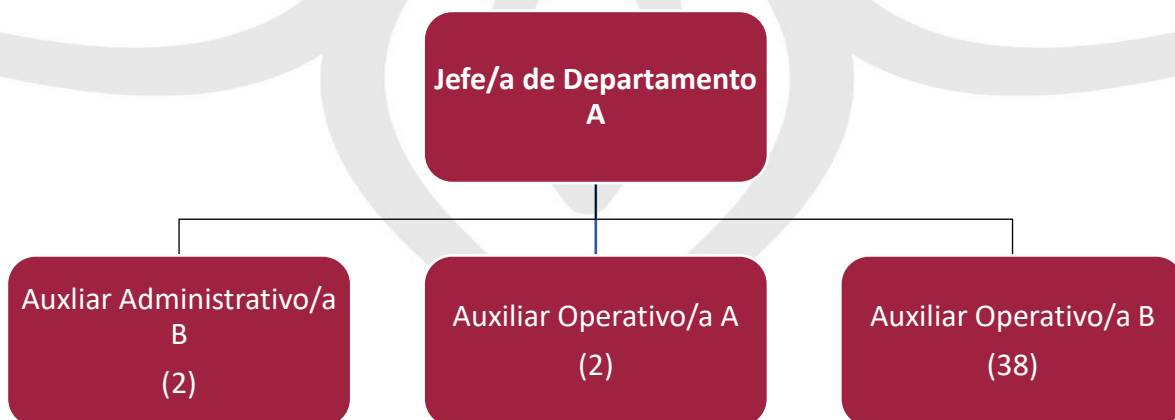 Jefe/a de Departamento
A
Auxliar Administrativo/a
B
(2)
Auxiliar Operativo/a A
(2)
Auxiliar Operativo/a B
(38)